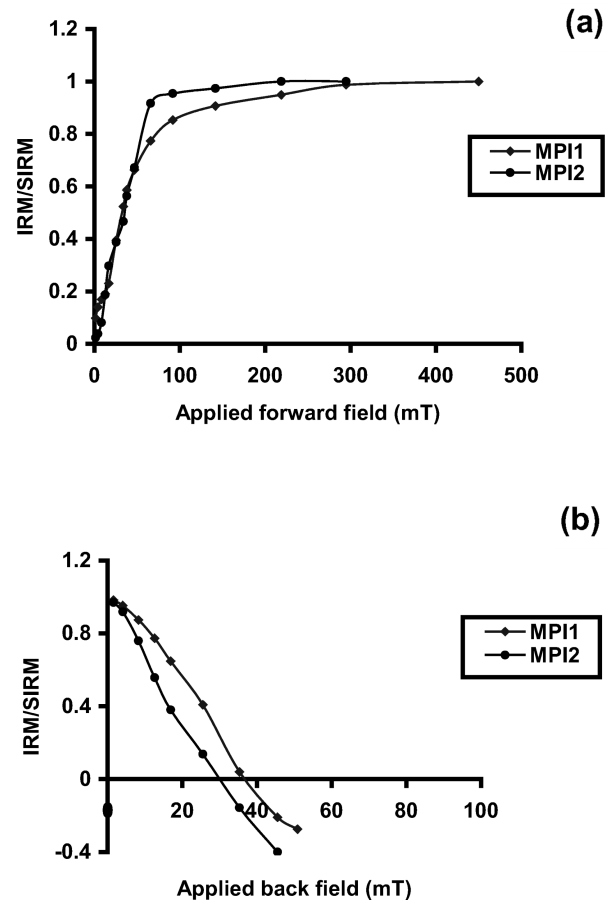 (a)
1.2
1
0.8
0.6
0.4
0.2
0
IRM/SIRM
0 100 200 300 400 500
Applied forward field (mT)
MPI1
MPI2
(b)
1.2
0.8
0.4
0
-0.4
IRM/SIRM
0 20 40 60 80 100
Applied back field (mT)
MPI1
MPI2